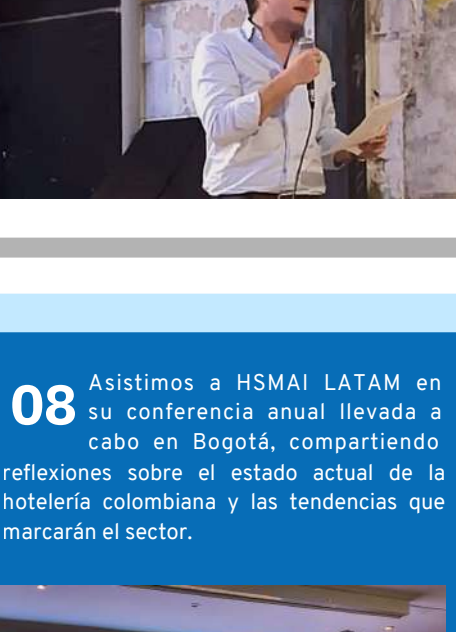 08 Asistimos a HSMAI LATAM en
su conferencia anual llevada a
cabo en Bogotá, compartiendo
reflexiones sobre el estado actual de la
hotelería colombiana y las tendencias que
marcarán el sector.